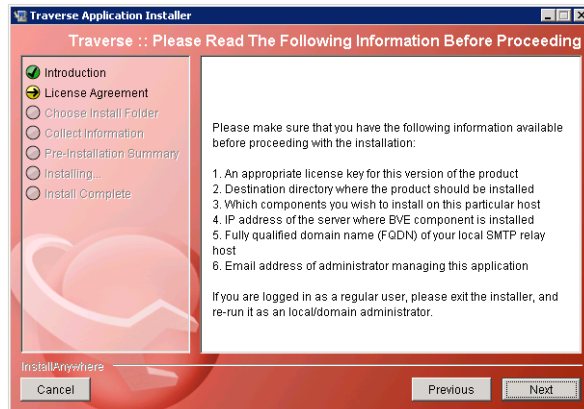 Traverse Application Installer
Traverse :: Please Read The Following Information Before Proceeding
Introduction
License Agreement
Choose Install Folder
Collect Information
Pre-Installation Summary
Installing...
Install Complete
Please make sure that you have the following information available
before proceeding with the installation:
1. An appropriate license key for this version of the product
2. Destination directory where the product should be installed
3. Which components you wish to install on this particular host
4. IP address of the server where BVE component is installed
5. Fully qualified domain name (FQDN) of your local SMTP relay
host
6. Email address of administrator managing this application
If you are logged in as a regular user, please exit the installer, and
re-run it as an local/domain administrator.
InstallAnywhere
Cancel
Previous
Next